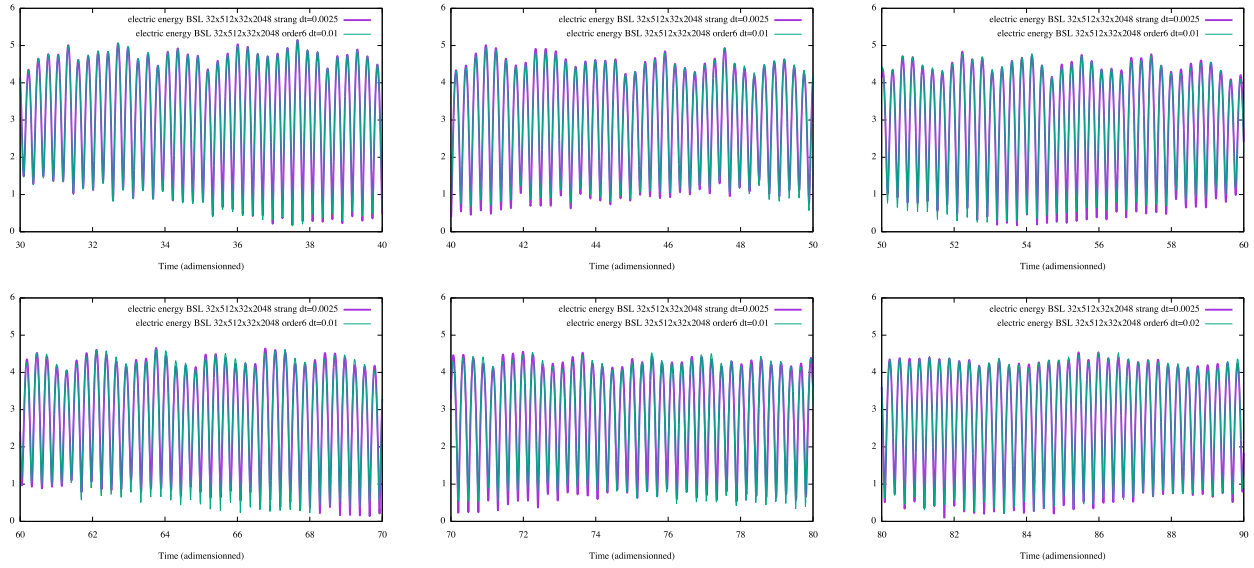 electric energy BSL 32x512x32x2048 strang dt=0.0025
electric energy BSL 32x512x32x2048 order6 dt=0.01
6
5
4
3
2
1
0
30 32 34 36 38 40
Time (adimensionned)
electric energy BSL 32x512x32x2048 strang dt=0.0025
electric energy BSL 32x512x32x2048 order6 dt=0.01
6
5
4
3
2
1
0
40 42 44 46 48 50
Time (adimensionned)
electric energy BSL 32x512x32x2048 strang dt=0.0025
electric energy BSL 32x512x32x2048 order6 dt=0.01
6
5
4
3
2
1
0
50 52 54 56 58 60
Time (adimensionned)
electric energy BSL 32x512x32x2048 strang dt=0.0025
electric energy BSL 32x512x32x2048 order6 dt=0.01
6
5
4
3
2
1
0
60 62 64 66 68 70
Time (adimensionned)
electric energy BSL 32x512x32x2048 strang dt=0.0025
electric energy BSL 32x512x32x2048 order6 dt=0.01
6
5
4
3
2
1
0
70 72 74 76 78 80
Time (adimensionned)
electric energy BSL 32x512x32x2048 strang dt=0.0025
electric energy BSL 32x512x32x2048 order6 dt=0.02
6
5
4
3
2
1
0
80 82 84 86 88 90
Time (adimensionned)